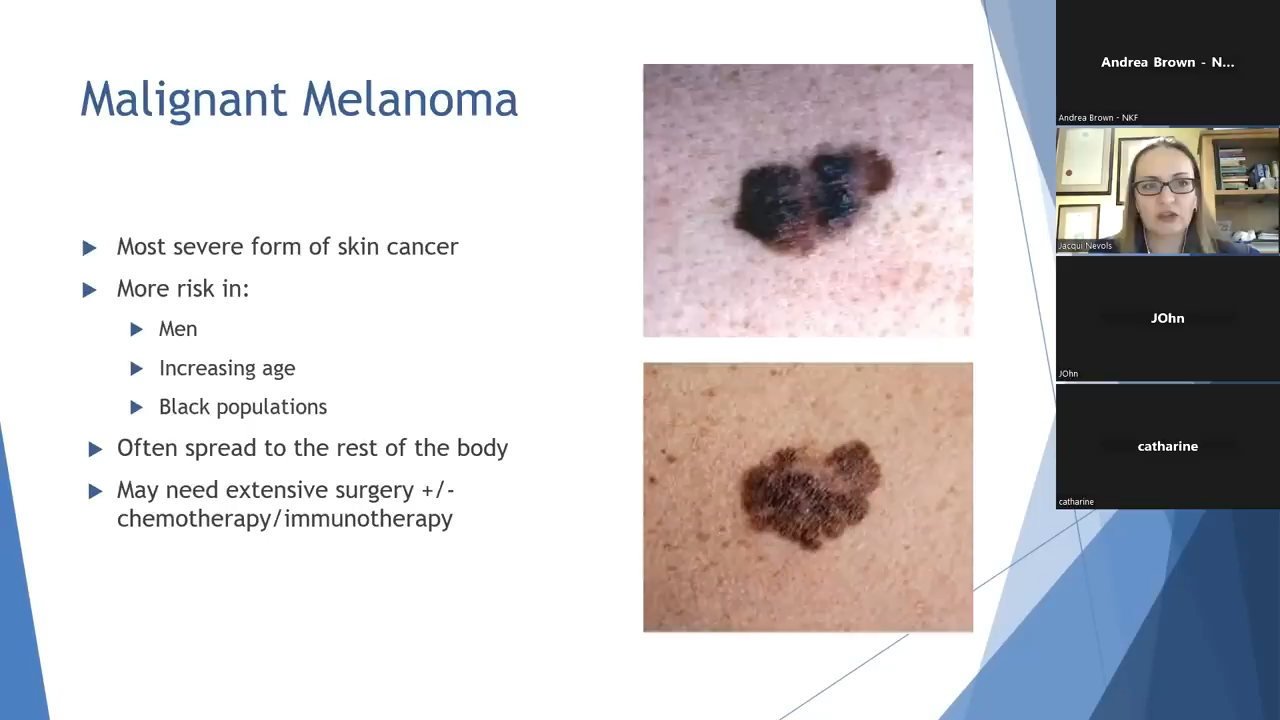 Malignant Melanoma
Most severe form of skin cancer
More risk in:
Men
Increasing age
Black populations
Often spread to the rest of the body
May need extensive surgery +/-
chemotherapy/immunotherapy
Andrea Brown - N...
Andrea Brown - NKF
Jacqui Nevols
JOhn
JOhn
catharine
catharine